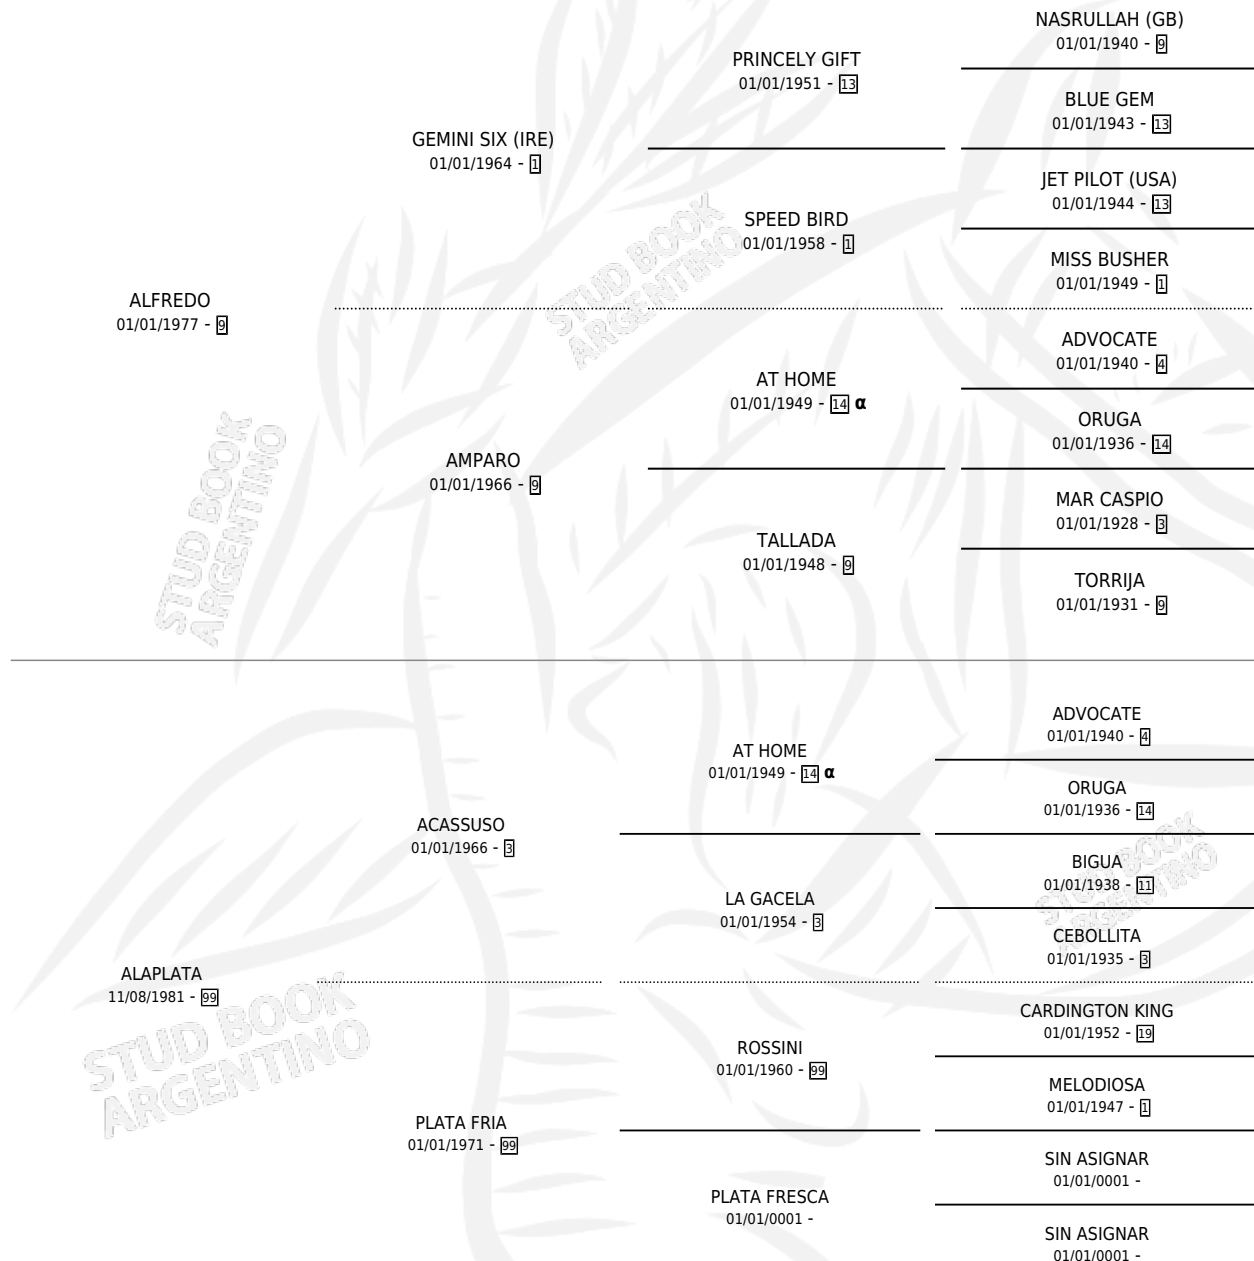 NASRULLAH (GB)
01/01/1940 - 9
PRINCELY GIFT
01/01/1951 - 13
BLUE GEM
01/01/1943 - 13
GEMINI SIX (IRE)
01/01/1964 - 1
JET PILOT (USA)
01/01/1944 - 13
SPEED BIRD
01/01/1958 - 1
MISS BUSHER
01/01/1949 - 1
ALFREDO
01/01/1977 - 9
ADVOCATE
01/01/1940 - 4
AT HOME
01/01/1949 - 14 α
ORUGA
01/01/1936 - 14
AMPARO
01/01/1966 - 9
MAR CASPIO
01/01/1928 - 3
TALLADA
01/01/1948 - 9
TORRIJA
01/01/1931 - 9
ADVOCATE
01/01/1940 - 4
AT HOME
01/01/1949 - 14 α
ORUGA
01/01/1936 - 14
ACASSUSO
01/01/1966 - 3
BIGUA
01/01/1938 - 11
LA GACELA
01/01/1954 - 3
CEBOLLITA
01/01/1935 - 3
ALAPLATA
11/08/1981 - 99
CARDINGTON KING
01/01/1952 - 19
ROSSINI
01/01/1960 - 99
MELODIOSA
01/01/1947 - 1
PLATA FRIA
01/01/1971 - 99
SIN ASIGNAR
01/01/0001 -
PLATA FRESCA
01/01/0001 -
SIN ASIGNAR
01/01/0001 -
STUD BOOK
ARGENTINO
STUD BOOK
ARGENTINO
STUD BOOK
ARGENTINO
STUD BOOK
ARGENTINO